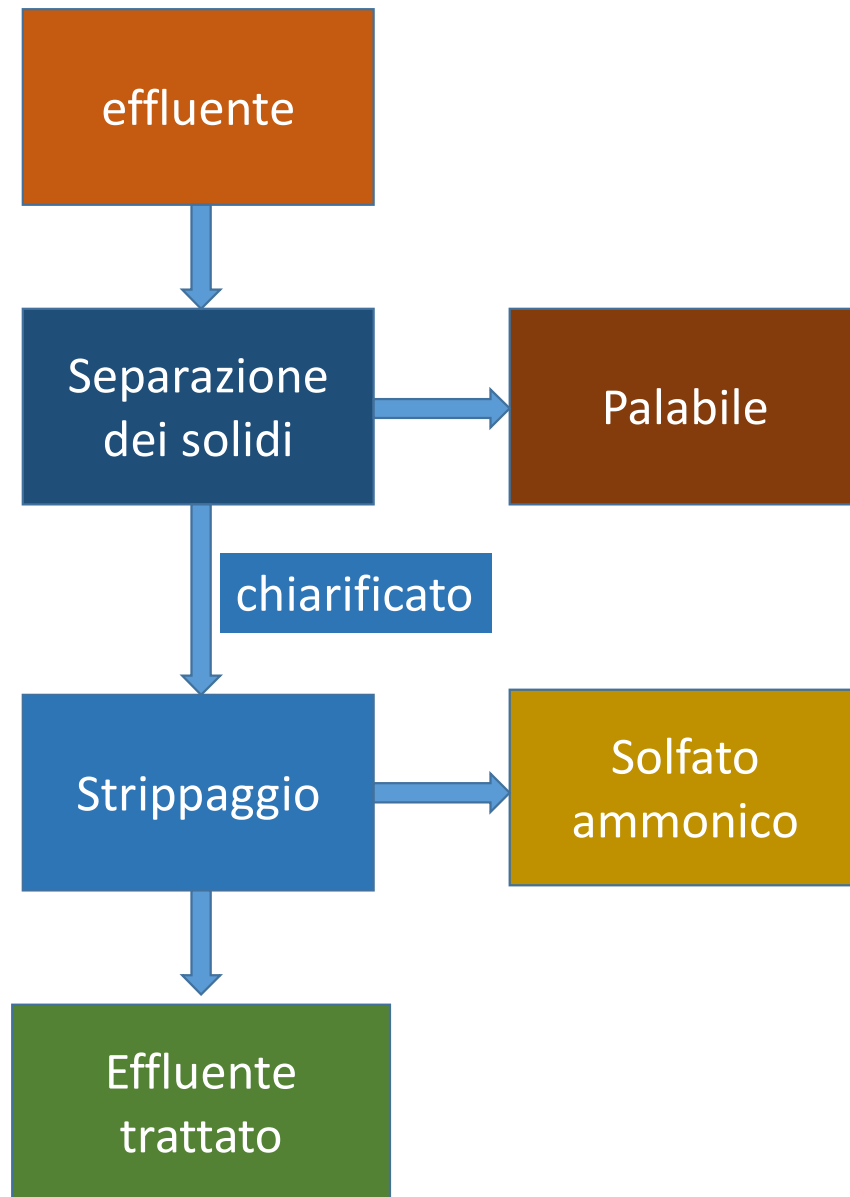 effluente
Separazione
dei solidi
Palabile
chiarificato
Strippaggio
Solfato
ammonico
Effluente
trattato